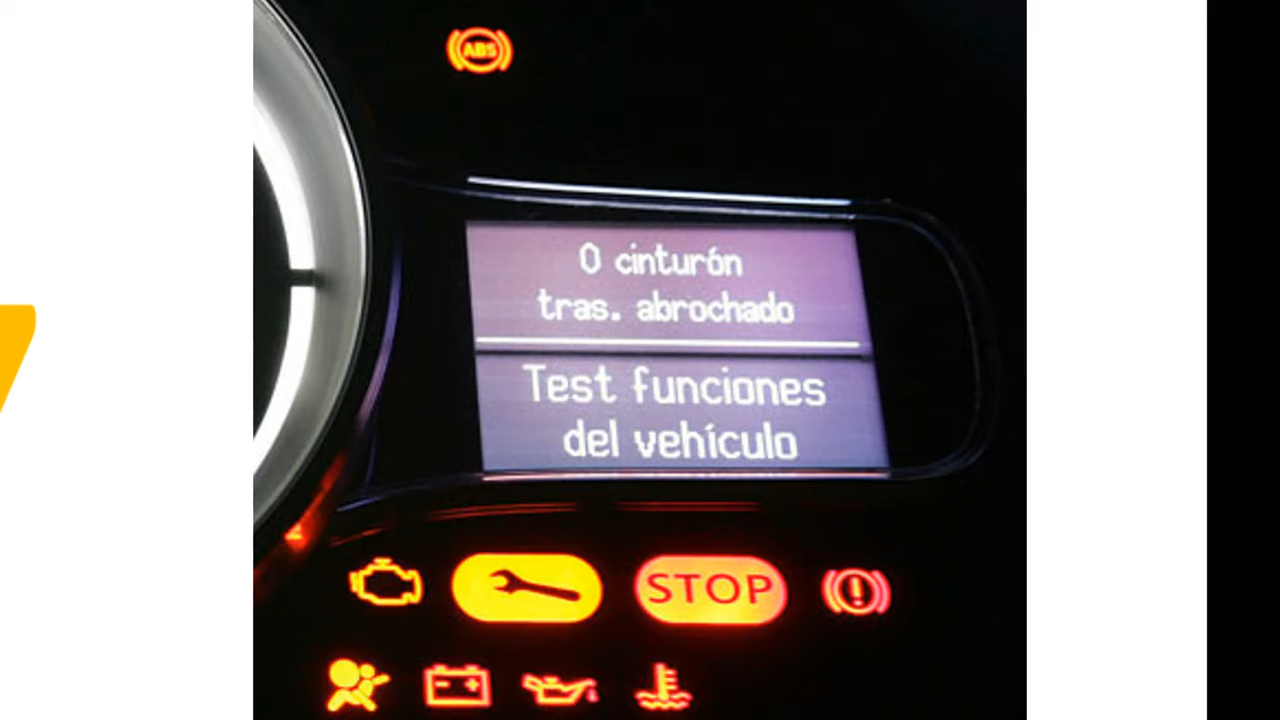 ABS
0 cinturón
tras. abrochado
Test funciones
del vehículo
STOP